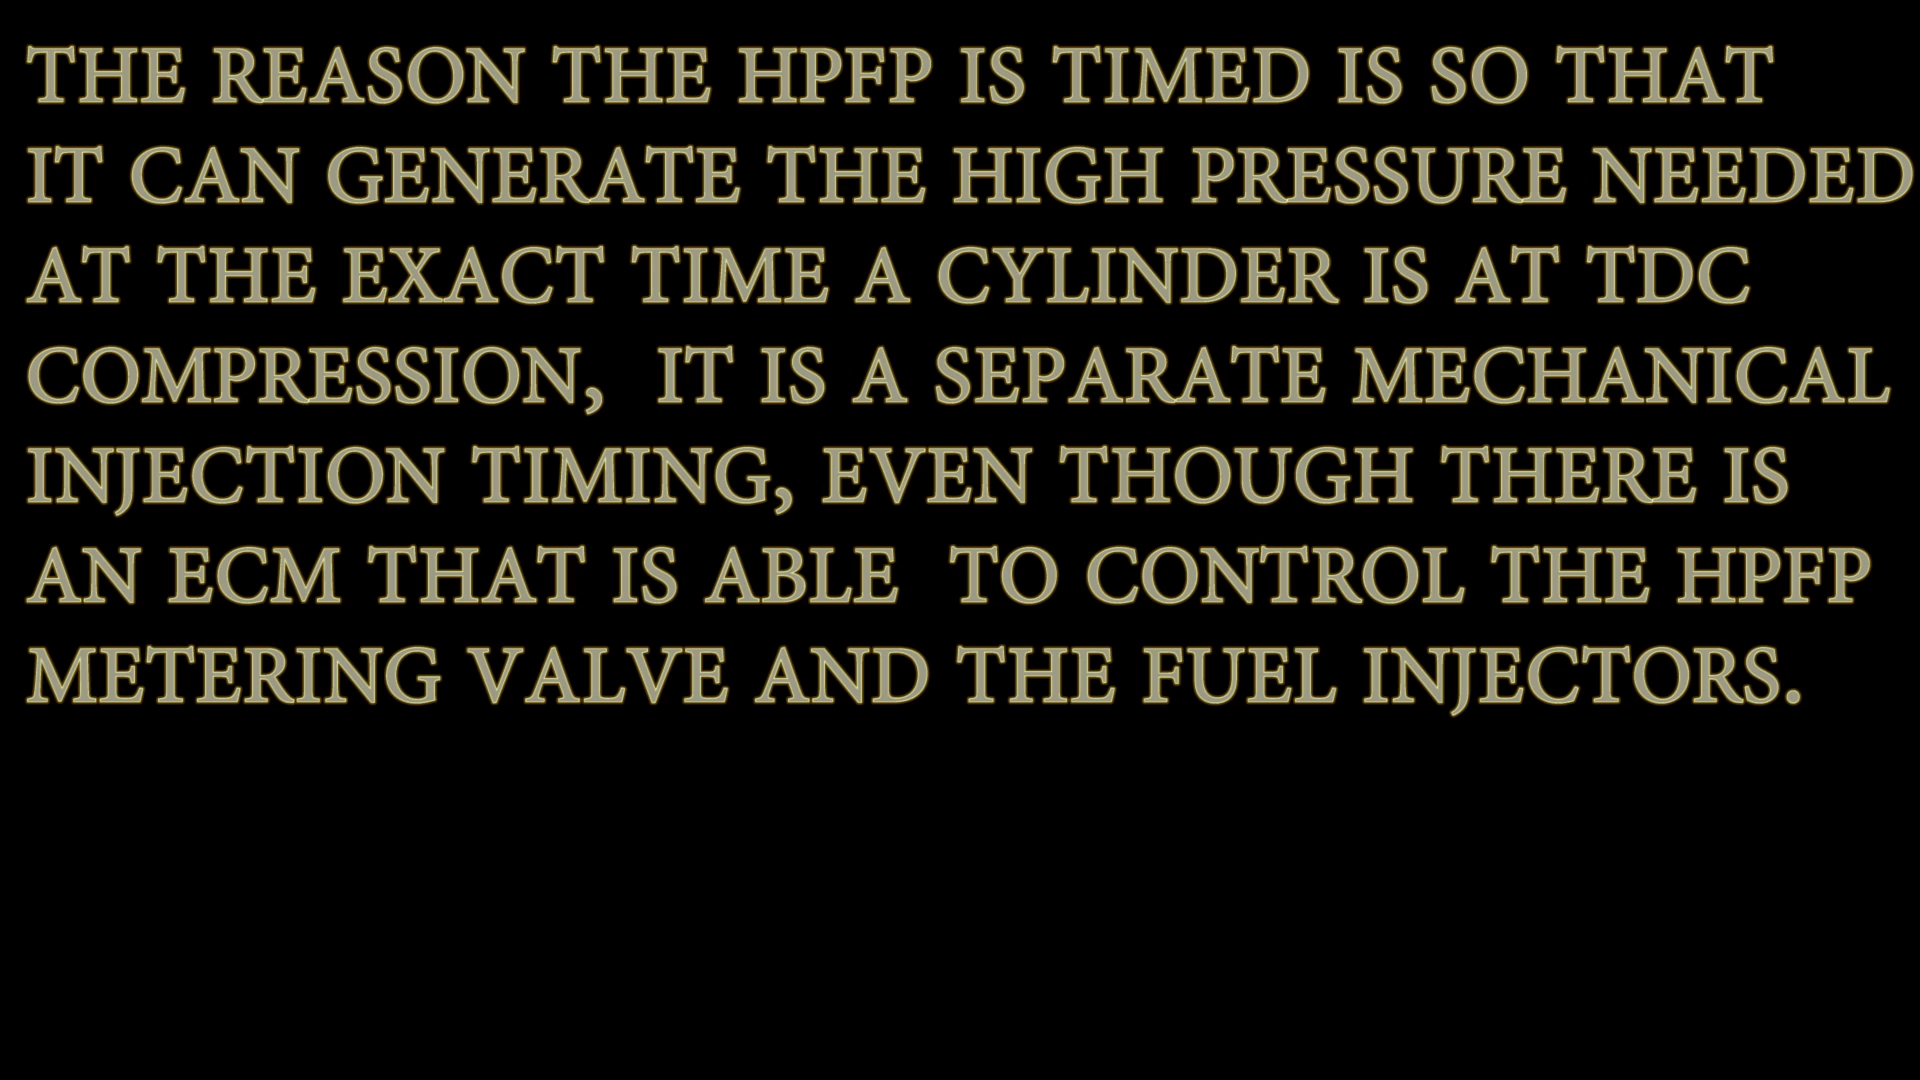 THE REASON THE HPFP IS TIMED IS SO THAT
IT CAN GENERATE THE HIGH PRESSURE NEEDED
AT THE EXACT TIME A CYLINDER IS AT TDC
COMPRESSION,  IT IS A SEPARATE MECHANICAL
INJECTION TIMING, EVEN THOUGH THERE IS
AN ECM THAT IS ABLE  TO CONTROL THE HPFP
METERING VALVE AND THE FUEL INJECTORS.